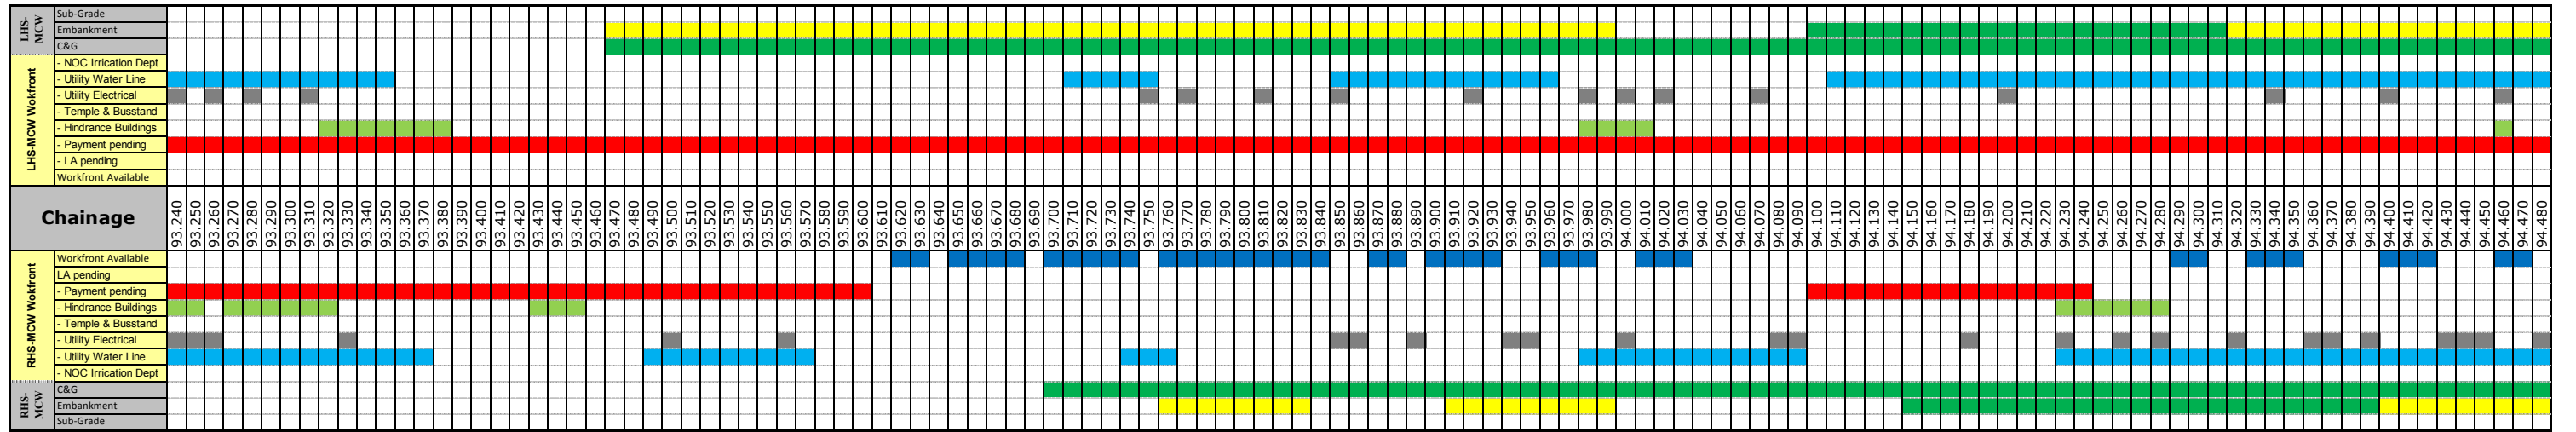 LHS-
MCW
Sub-Grade
Embankment
C&G
LHS-MCW Wokfront
- NOC Irrication Dept
- Utility Water Line
- Utility Electrical
- Temple & Busstand
- Hindrance Buildings
- Payment pending
- LA pending
Workfront Available
Chainage
93.240 93.250 93.260 93.270 93.280 93.290 93.300 93.310 93.320 93.330 93.340 93.350 93.360 93.370 93.380 93.390 93.400 93.410 93.420 93.430 93.440 93.450 93.460 93.470 93.480 93.490 93.500 93.510 93.520 93.530 93.540 93.550 93.560 93.570 93.580 93.590 93.600 93.610 93.620 93.630 93.640 93.650 93.660 93.670 93.680 93.690 93.700 93.710 93.720 93.730 93.740 93.750 93.760 93.770 93.780 93.790 93.800 93.810 93.820 93.830 93.840 93.850 93.860 93.870 93.880 93.890 93.900 93.910 93.920 93.930 93.940 93.950 93.960 93.970 93.980 93.990 94.000 94.010 94.020 94.030 94.040 94.050 94.060 94.070 94.080 94.090 94.100 94.110 94.120 94.130 94.140 94.150 94.160 94.170 94.180 94.190 94.200 94.210 94.220 94.230 94.240 94.250 94.260 94.270 94.280 94.290 94.300 94.310 94.320 94.330 94.340 94.350 94.360 94.370 94.380 94.390 94.400 94.410 94.420 94.430 94.440 94.450 94.460 94.470 94.480
RHS-MCW Wokfront
Workfront Available
LA pending
- Payment pending
- Hindrance Buildings
- Temple & Busstand
- Utility Electrical
- Utility Water Line
- NOC Irrication Dept
RHS-
MCW
C&G
Embankment
Sub-Grade